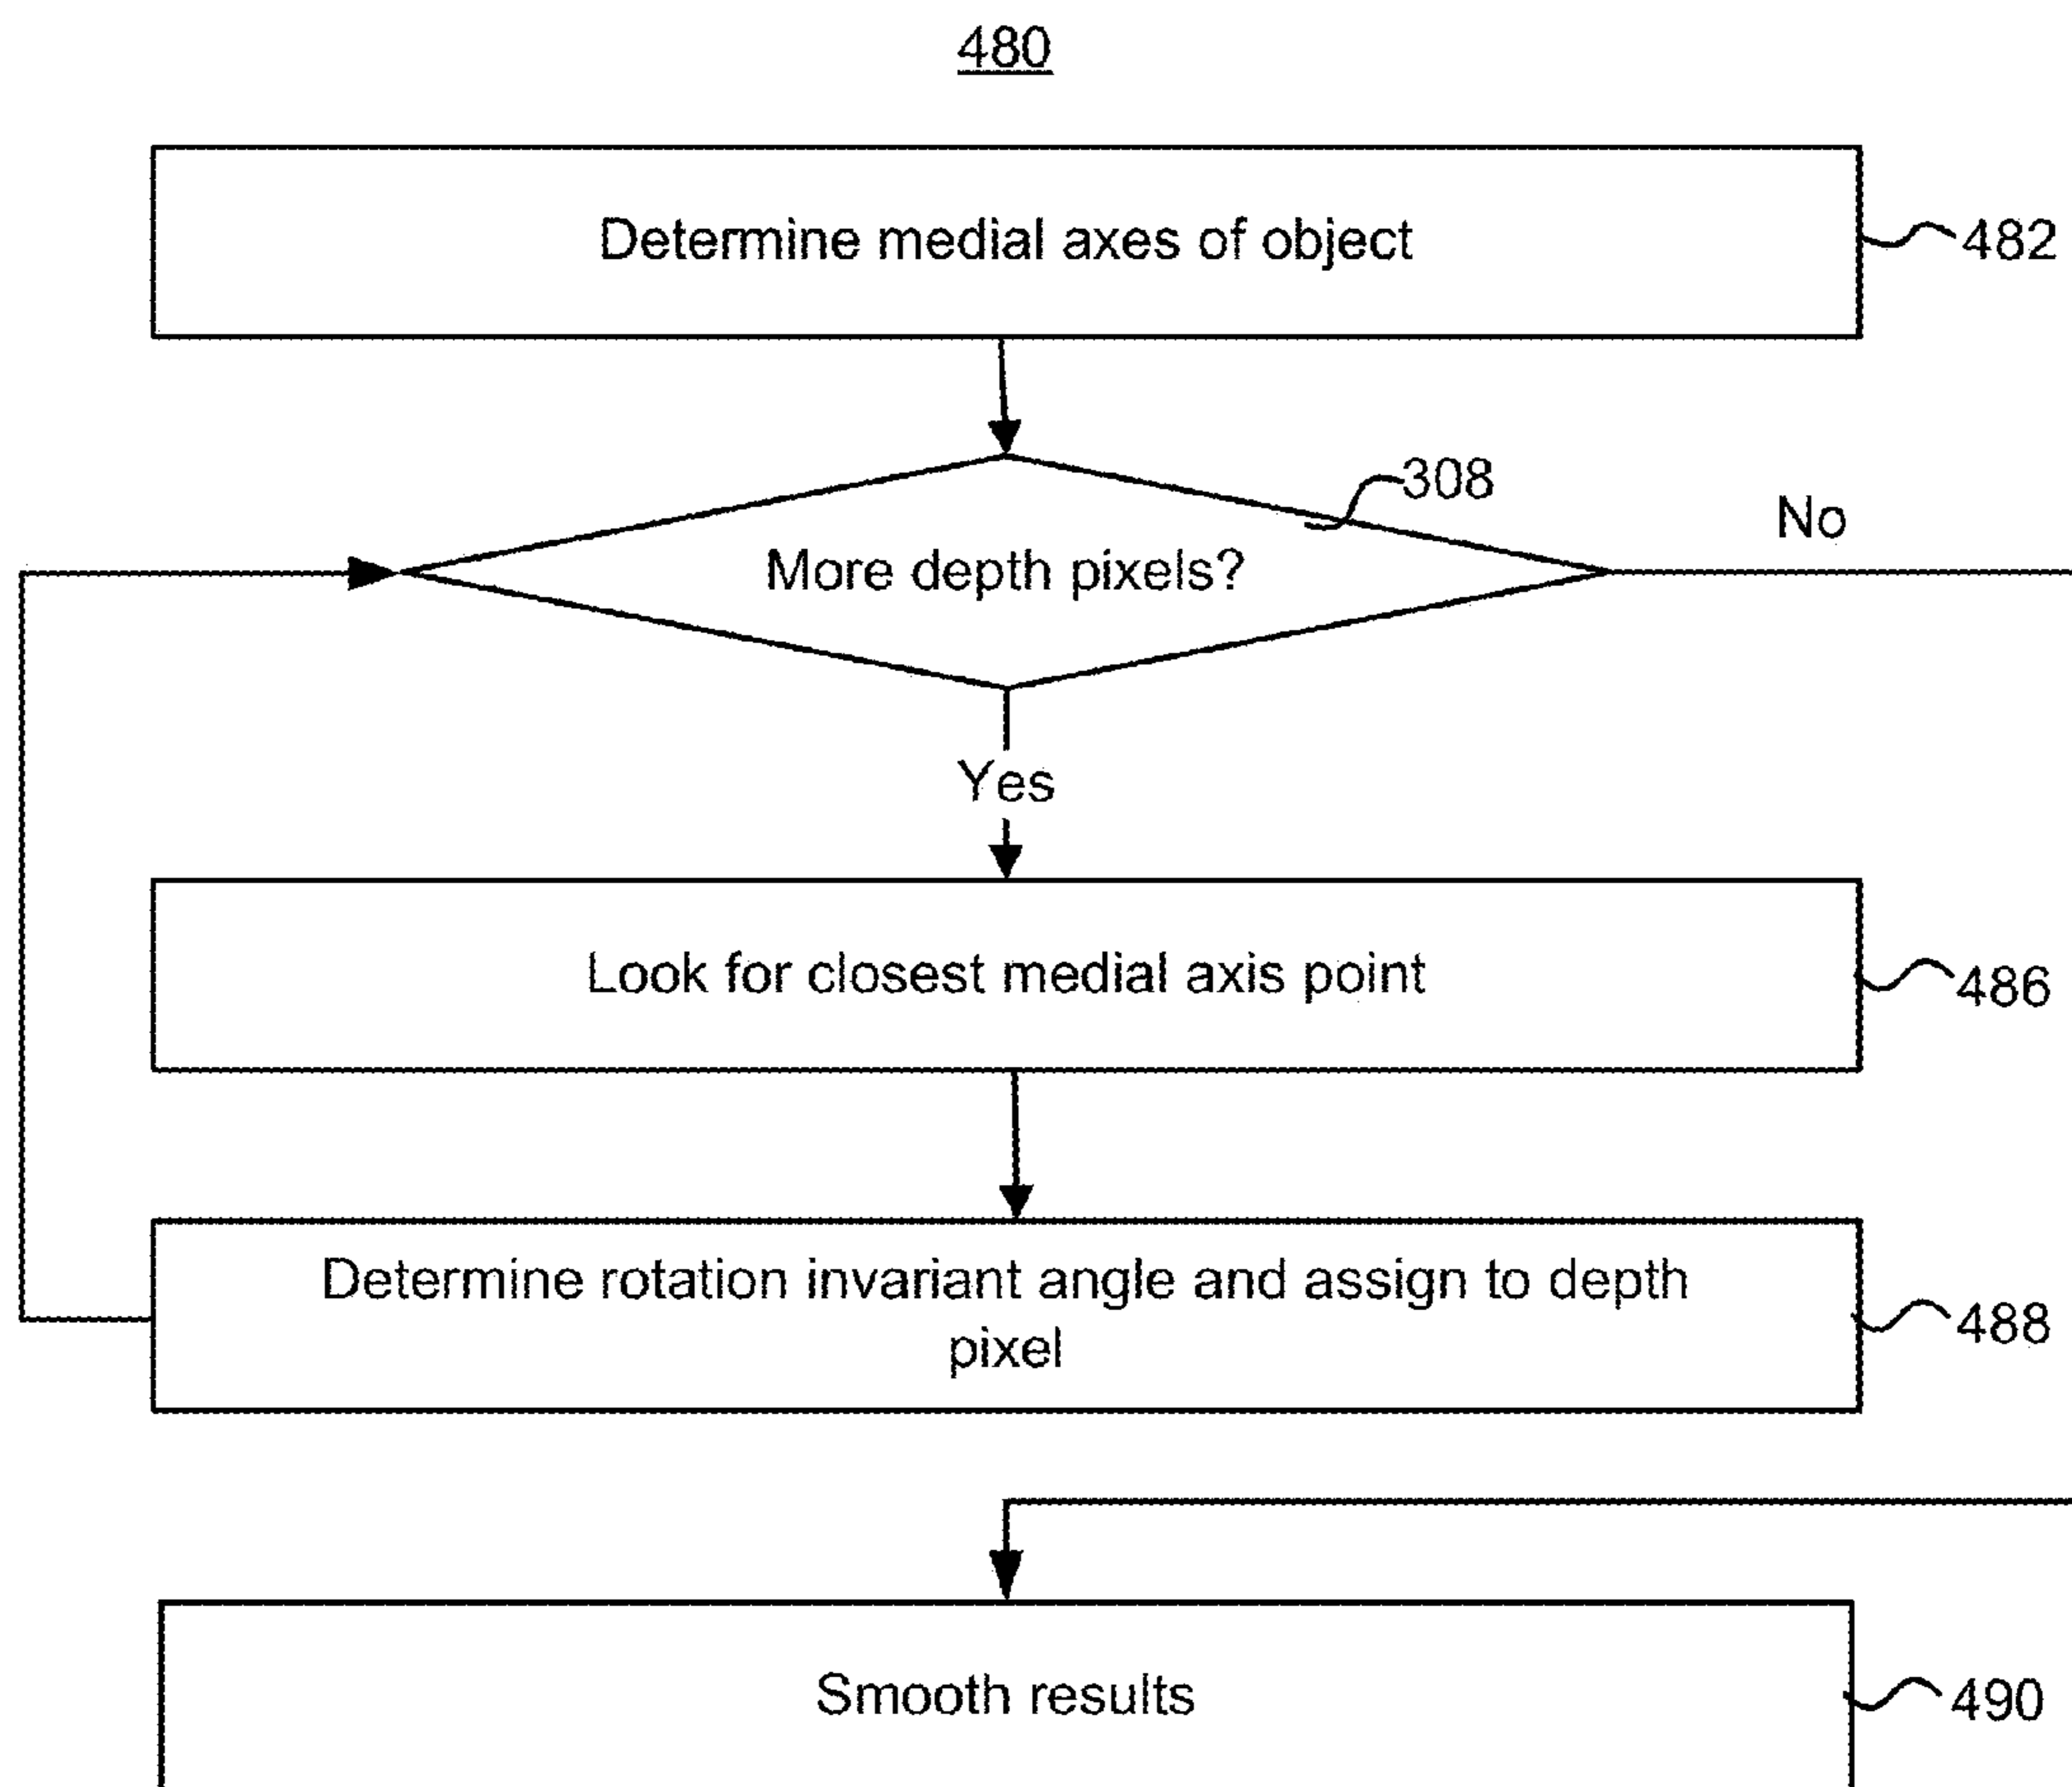 480
Determine medial axes of object
482
308
No
More depth pixels?
Yes
Look for closest medial axis point
486
Determine rotation invariant angle and assign to depth
pixel
488
Smooth results
490